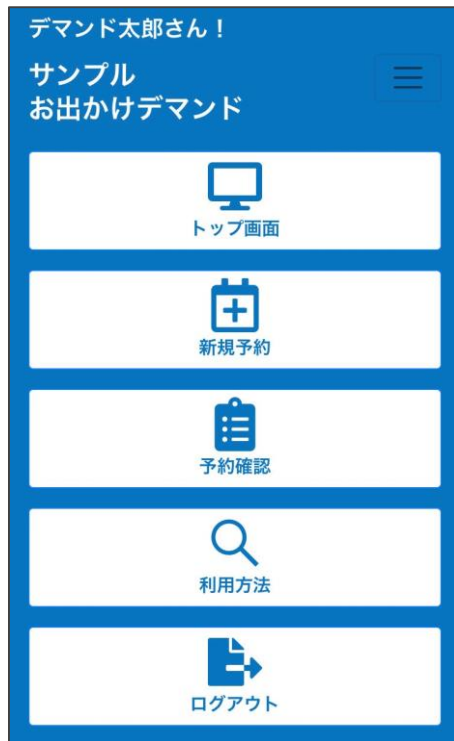 デマンド太郎さん！
サンプル
お出かけデマンド
トップ画面
新規予約
予約確認
利用方法
ログアウト